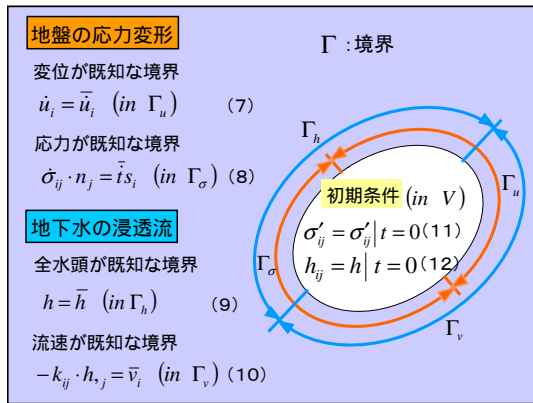 地盤の応力変形
変位が既知な境界
u̇ᵢ = u̇̅ᵢ (in Γᵤ) (7)
応力が既知な境界
σ̇ᵢⱼ・nⱼ = ṫ̅sᵢ (in Γσ) (8)
地下水の浸透流
全水頭が既知な境界
h = h̅ (in Γₕ) (9)
流速が既知な境界
−kᵢⱼ・h,ⱼ = v̅ᵢ (in Γᵥ) (10)
Γ :境界
Γₕ
Γᵤ
初期条件 (in V)
σ′ᵢⱼ = σ′ᵢⱼ| t = 0 (11)
hᵢⱼ = h| t = 0 (12)
Γσ
Γᵥ